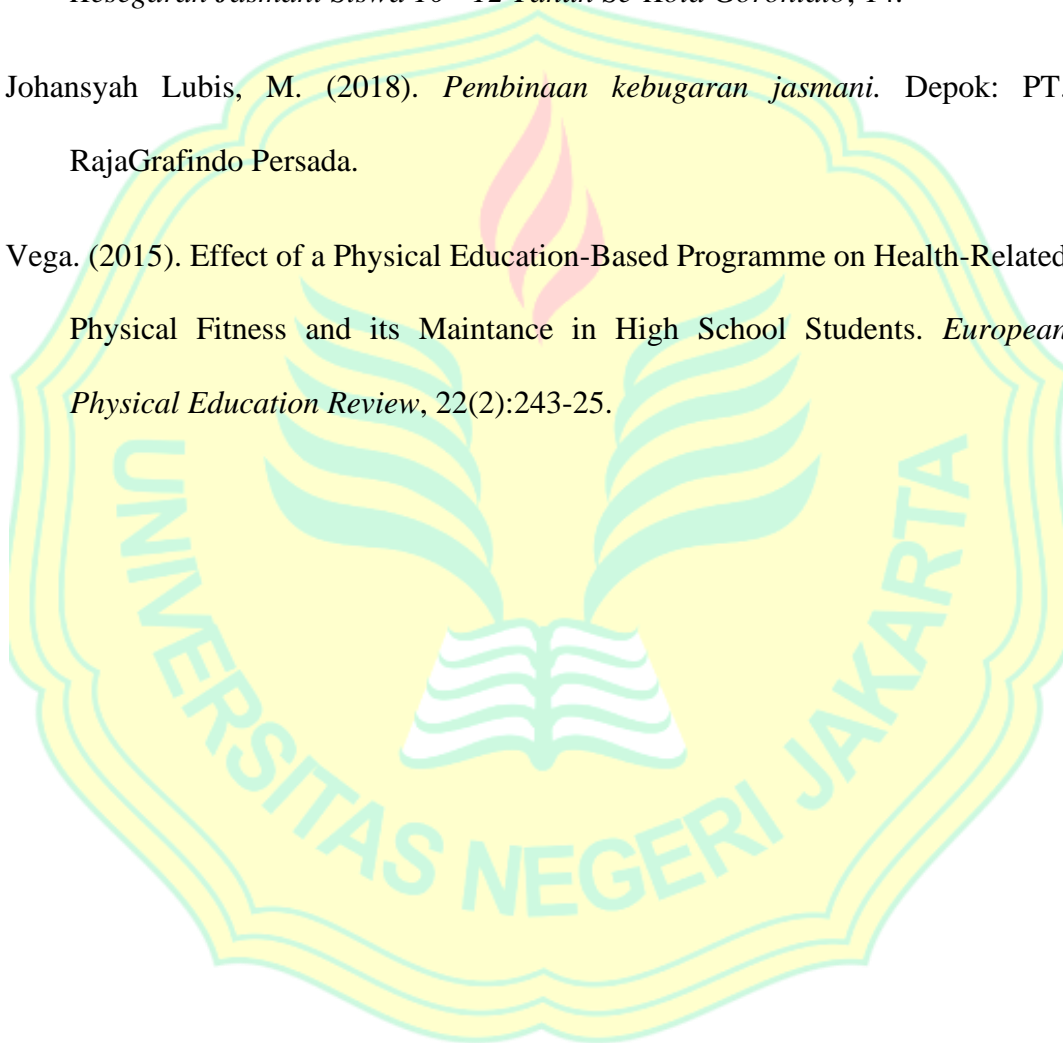 Johansyah Lubis, M. (2018). Pembinaan kebugaran jasmani. Depok: PT.
RajaGrafindo Persada.
Vega. (2015). Effect of a Physical Education-Based Programme on Health-Related
Physical Fitness and its Maintance in High School Students. European
Physical Education Review, 22(2):243-25.
UNIVERSITAS NEGERI JAKARTA